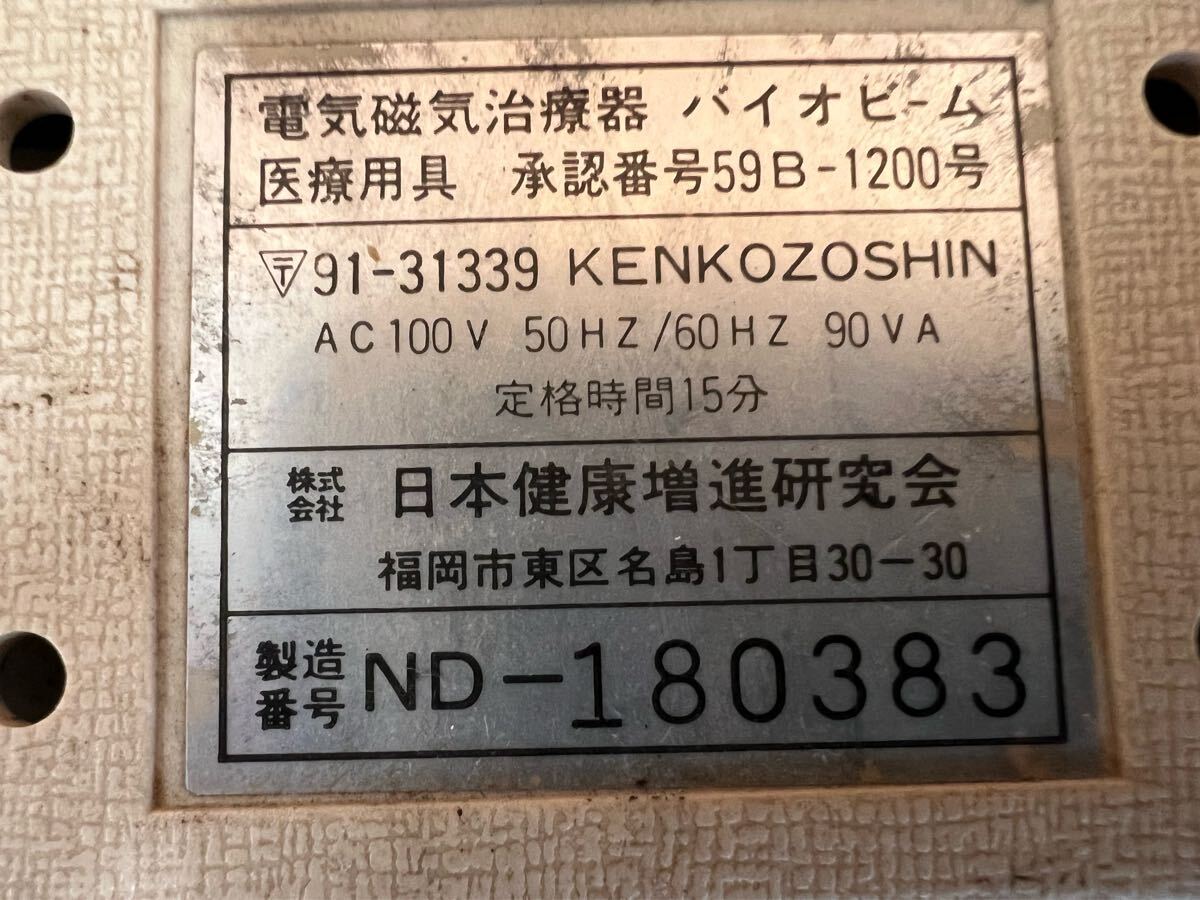 電気磁気治療器 バイオビーム
医療用具 承認番号59B-1200号
〒91-31339 KENKOZOSHIN
AC100V 50HZ/60HZ 90VA
定格時間15分
株式会社 日本健康増進研究会
福岡市東区名島1丁目30-30
製造番号 ND-180383